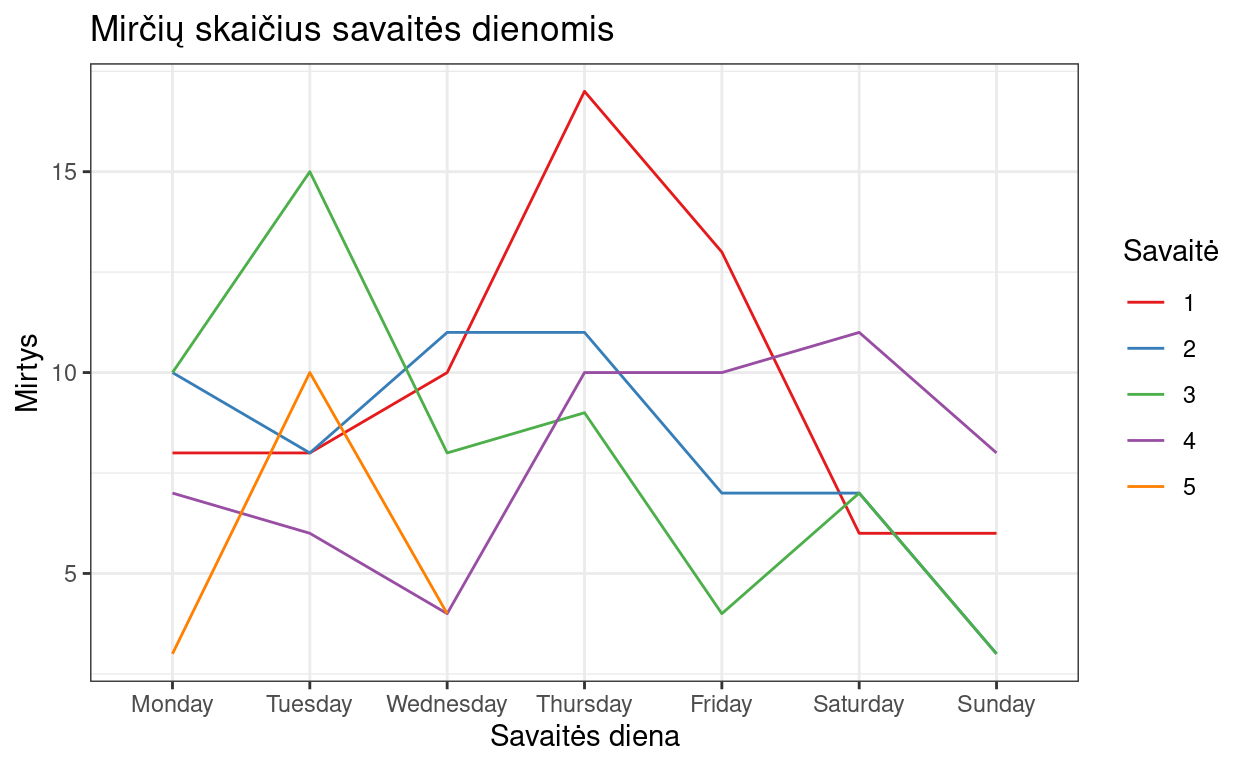 Mirčių skaičius savaitės dienomis
Mirtys
15
10
5
Monday Tuesday Wednesday Thursday Friday Saturday Sunday
Savaitės diena
Savaitė
1
2
3
4
5